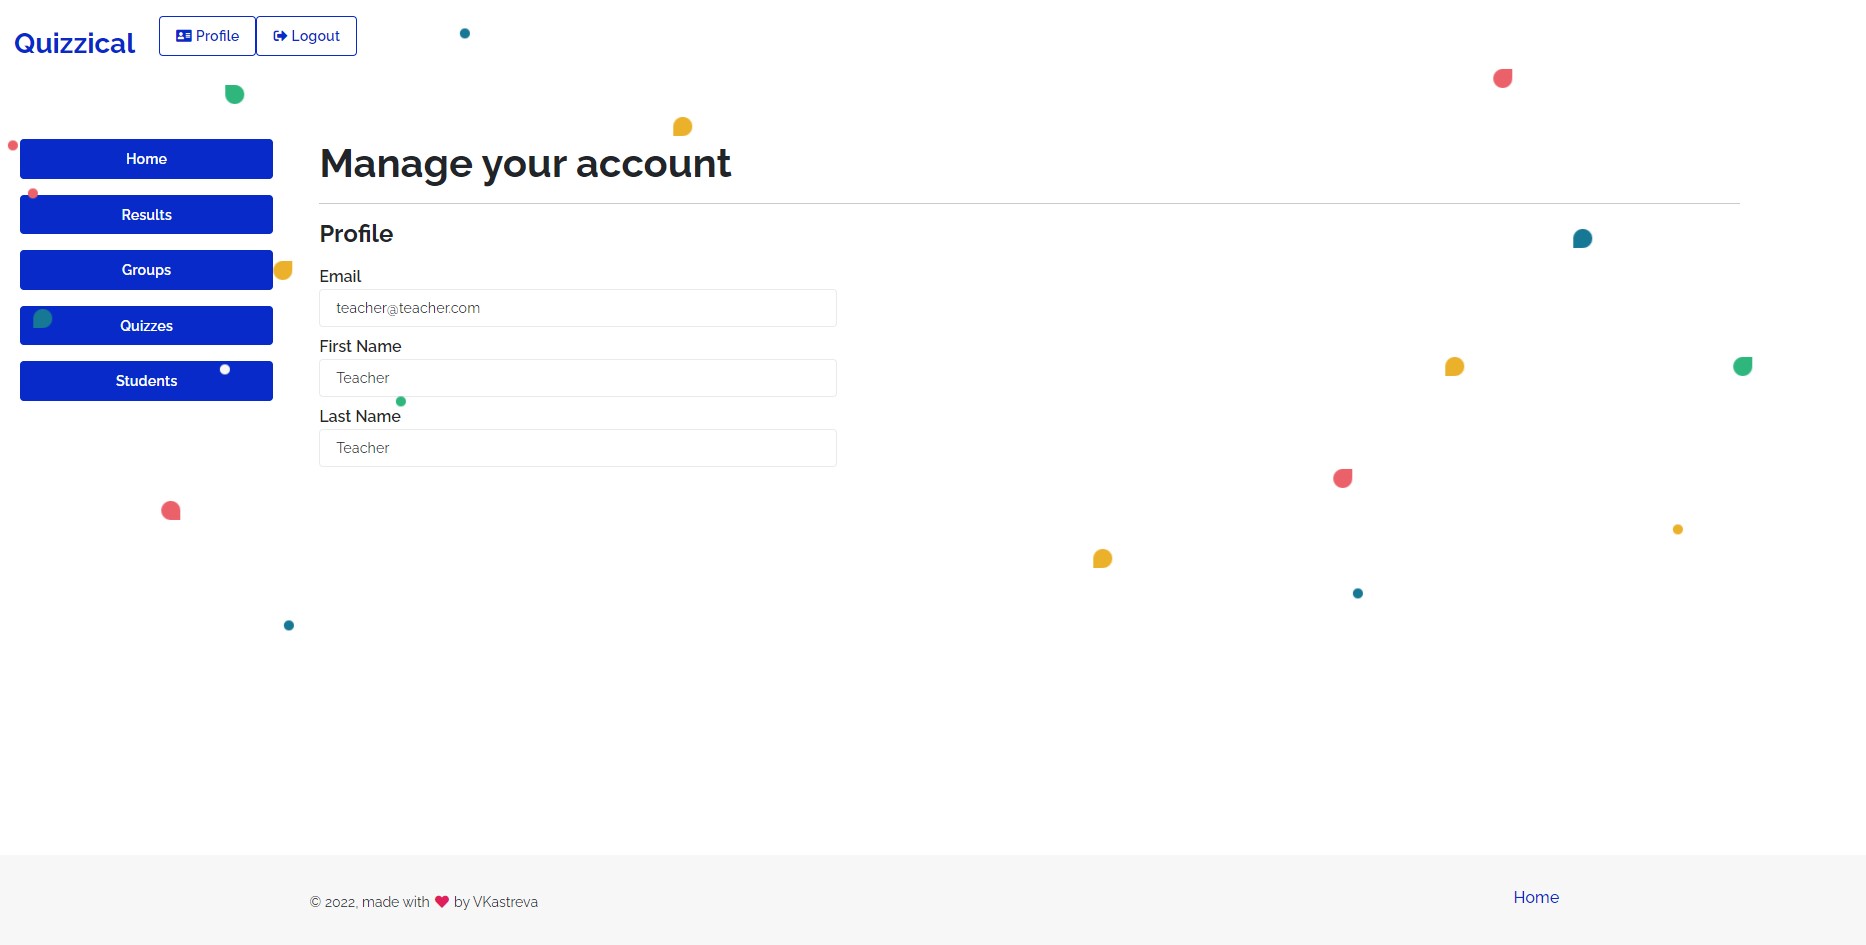 Quizzical
Profile
Logout
Home
Results
Groups
Quizzes
Students
Manage your account
Profile
Email
teacher@teacher.com
First Name
Teacher
Last Name
Teacher
© 2022, made with ❤ by VKastreva
Home